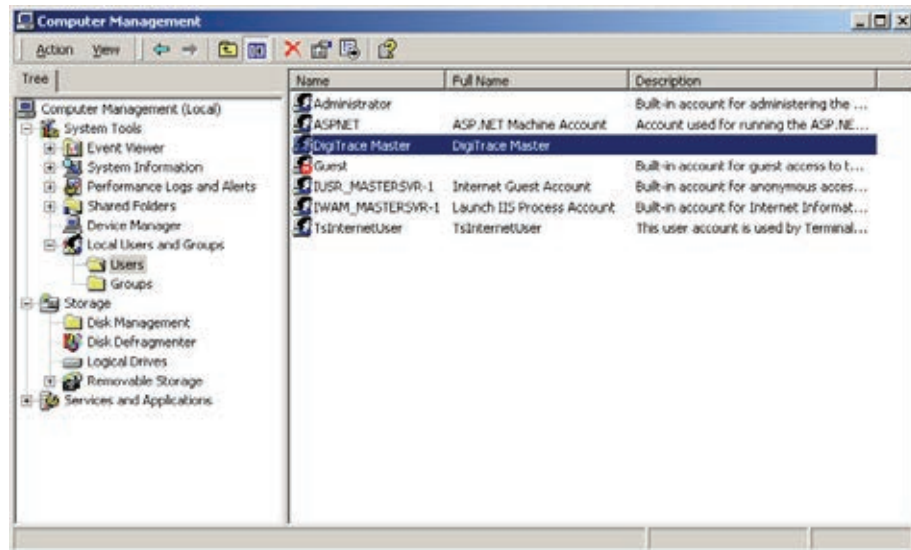 Computer Management
Action View
Tree
Computer Management (Local)
System Tools
Event Viewer
System Information
Performance Logs and Alerts
Shared Folders
Device Manager
Local Users and Groups
Users
Groups
Storage
Disk Management
Disk Defragmenter
Logical Drives
Removable Storage
Services and Applications
Name Full Name Description
Administrator Built-in account for administering the ...
ASPNET ASP.NET Machine Account Account used for running the ASP.NE...
DigiTrace Master DigiTrace Master
Guest Built-in account for guest access to t...
IUSR_MASTERSVR-1 Internet Guest Account Built-in account for anonymous acces...
IWAM_MASTERSVR-1 Launch IIS Process Account Built-in account for Internet Informat...
TsInternetUser TsInternetUser This user account is used by Terminal...